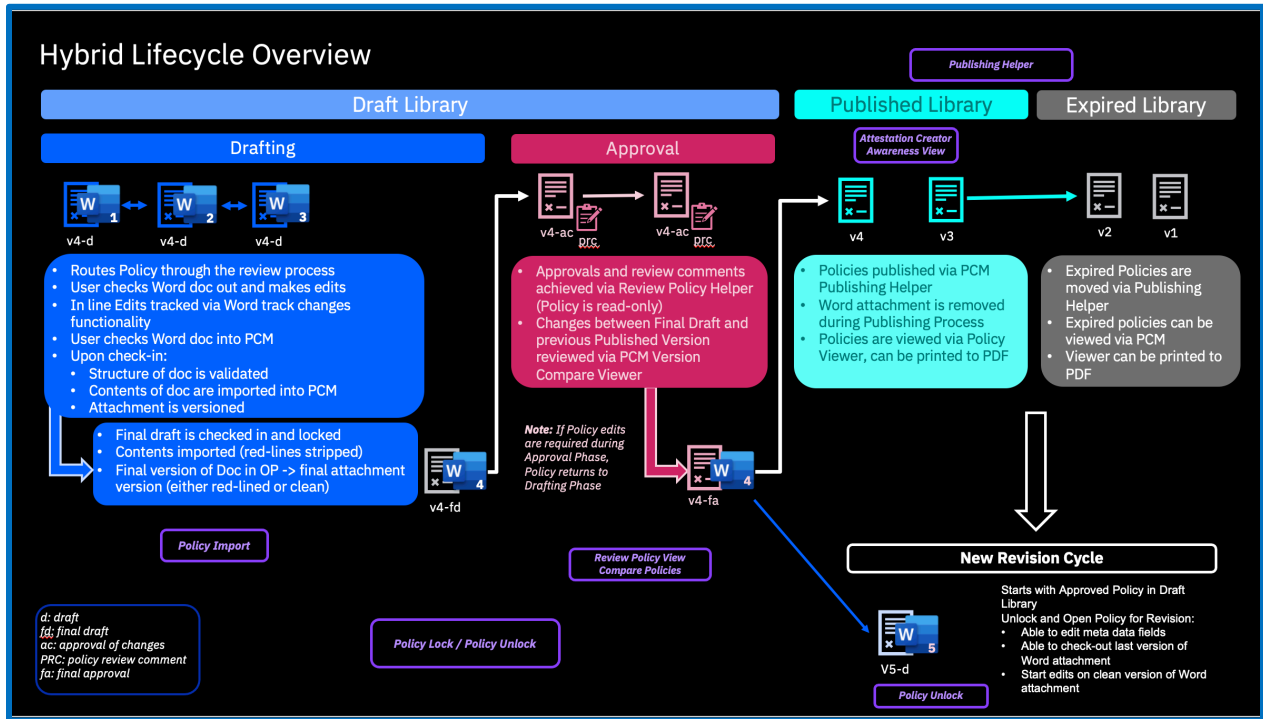 Hybrid Lifecycle Overview
Publishing Helper
Draft Library
Published Library
Expired Library
Drafting
Approval
Attestation Creator
Awareness View
W 1
W 2
W 3
v4-d
v4-d
v4-d
v4-ac
prc
v4-ac
prc
v4
v3
v2
v1
• Routes Policy through the review process
• User checks Word doc out and makes edits
• In line Edits tracked via Word track changes
functionality
• User checks Word doc into PCM
• Upon check-in:
• Structure of doc is validated
• Contents of doc are imported into PCM
• Attachment is versioned
• Final draft is checked in and locked
• Contents imported (red-lines stripped)
• Final version of Doc in OP -> final attachment
version (either red-lined or clean)
W 4
v4-fd
• Approvals and review comments
achieved via Review Policy Helper
(Policy is read-only)
• Changes between Final Draft and
previous Published Version
reviewed via PCM Version
Compare Viewer
Note: If Policy edits
are required during
Approval Phase,
Policy returns to
Drafting Phase
W 4
v4-fa
• Policies published via PCM
Publishing Helper
• Word attachment is removed
during Publishing Process
• Policies are viewed via Policy
Viewer, can be printed to PDF
• Expired Policies are
moved via Publishing
Helper
• Expired policies can be
viewed via PCM
• Viewer can be printed to
PDF
Policy Import
Review Policy View
Compare Policies
Policy Lock / Policy Unlock
New Revision Cycle
Starts with Approved Policy in Draft
Library
Unlock and Open Policy for Revision:
• Able to edit meta data fields
• Able to check-out last version of
Word attachment
• Start edits on clean version of Word
attachment
W 5
V5-d
Policy Unlock
d: draft
fd: final draft
ac: approval of changes
PRC: policy review comment
fa: final approval